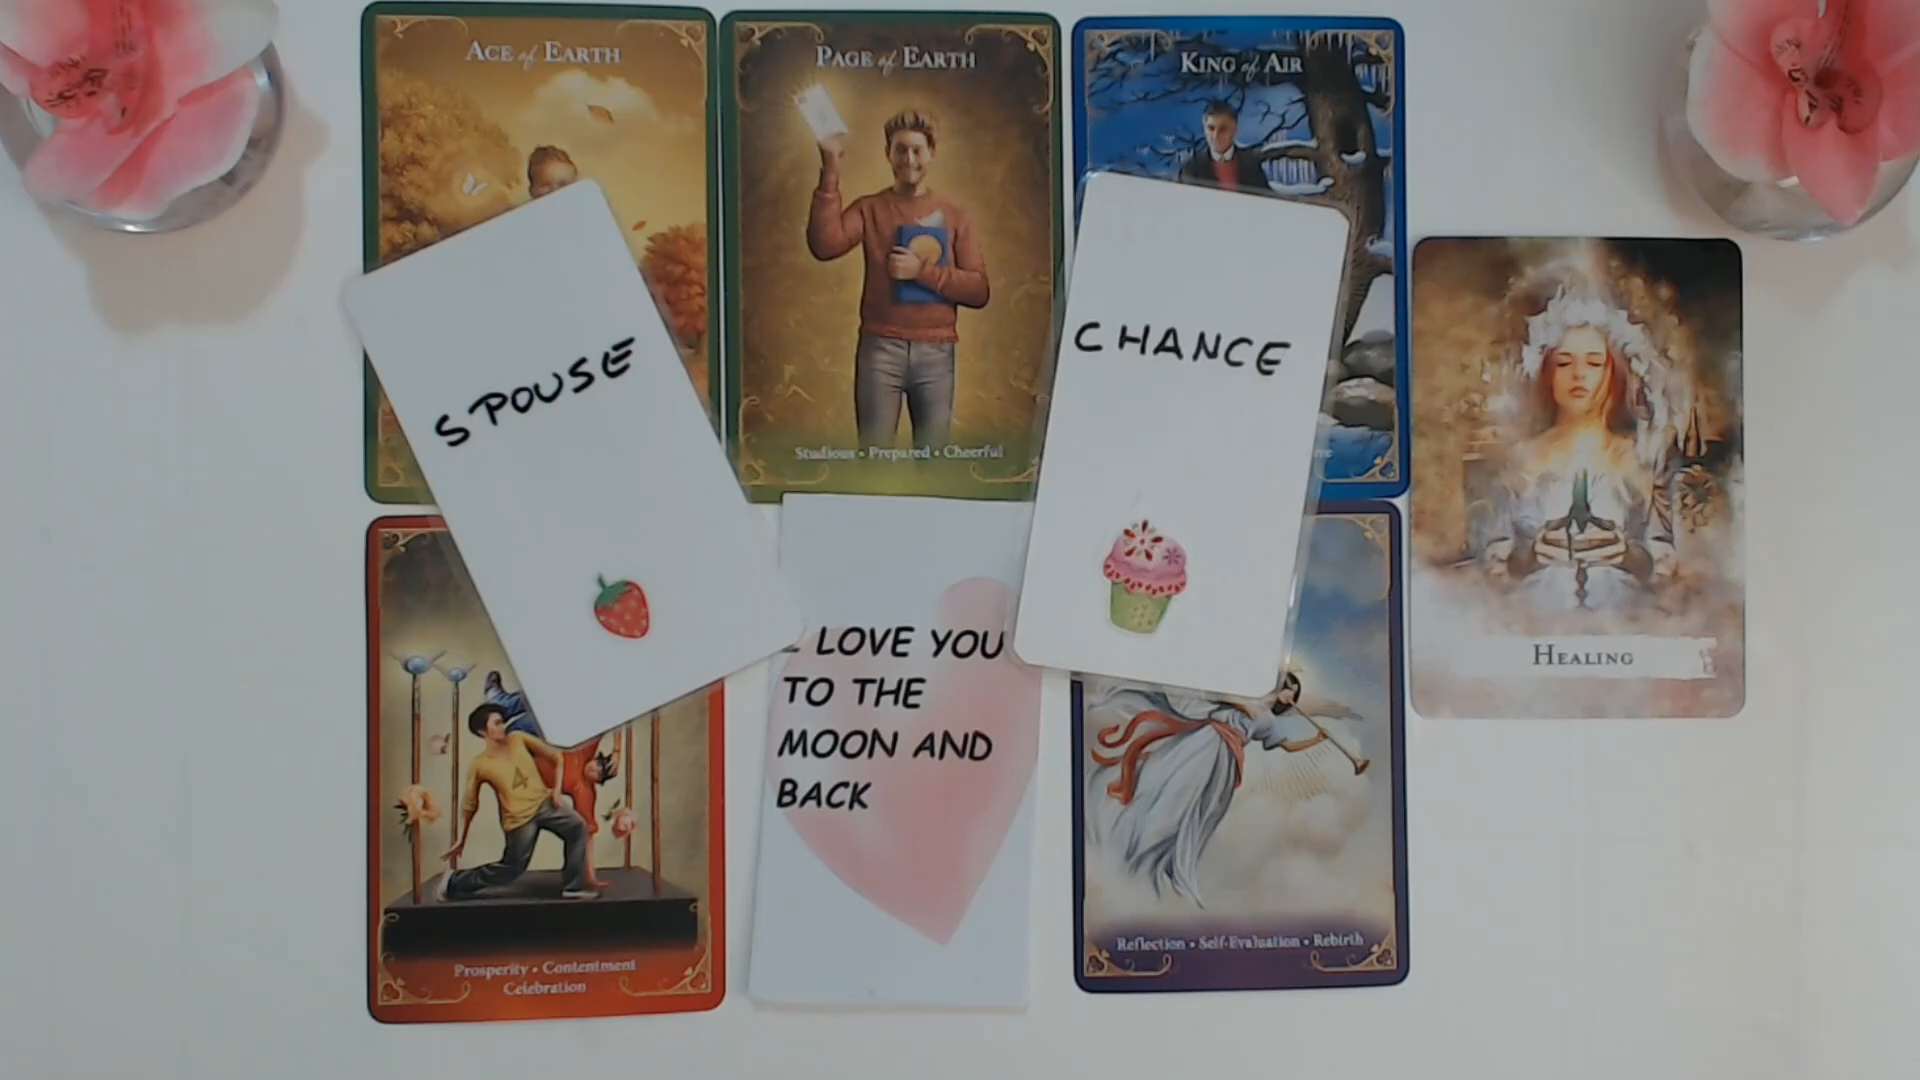 ACE of EARTH
PAGE of EARTH
KING of AIR
SPOUSE
CHANCE
Studious • Prepared • Cheerful
LOVE YOU
TO THE
MOON AND
BACK
HEALING
4
Reflection • Self-Evaluation • Rebirth
Prosperity • Contentment
Celebration